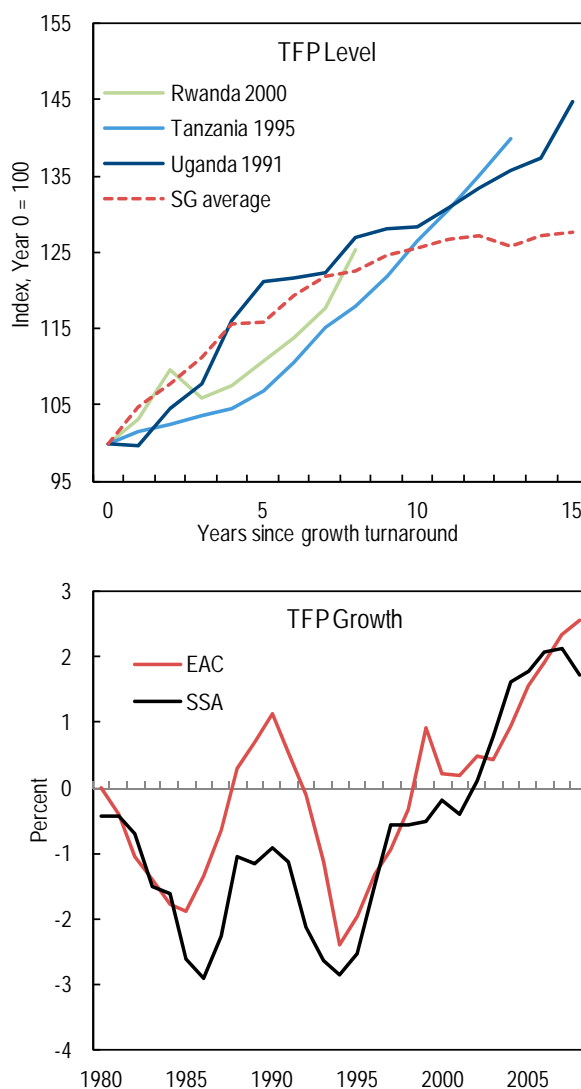 TFP Level
Rwanda 2000
Tanzania 1995
Uganda 1991
SG average
Index, Year 0 = 100
155
145
135
125
115
105
95
0 5 10 15
Years since growth turnaround
TFP Growth
EAC
SSA
Percent
3
2
1
0
-1
-2
-3
-4
1980 1985 1990 1995 2000 2005